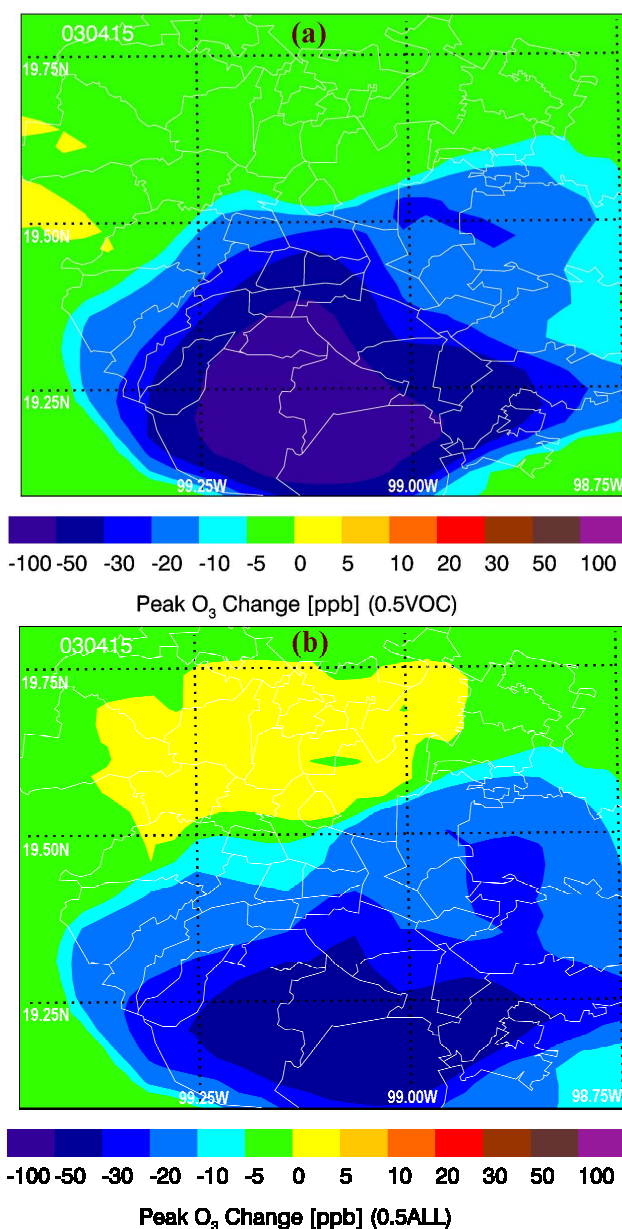 030415
(a)
19.75N
19.50N
19.25N
99.25W 99.00W 98.75W
-100 -50 -30 -20 -10 -5 0 5 10 20 30 50 100
Peak O₃ Change [ppb] (0.5VOC)
030415
(b)
19.75N
19.50N
19.25N
99.25W 99.00W 98.75W
-100 -50 -30 -20 -10 -5 0 5 10 20 30 50 100
Peak O₃ Change [ppb] (0.5ALL)